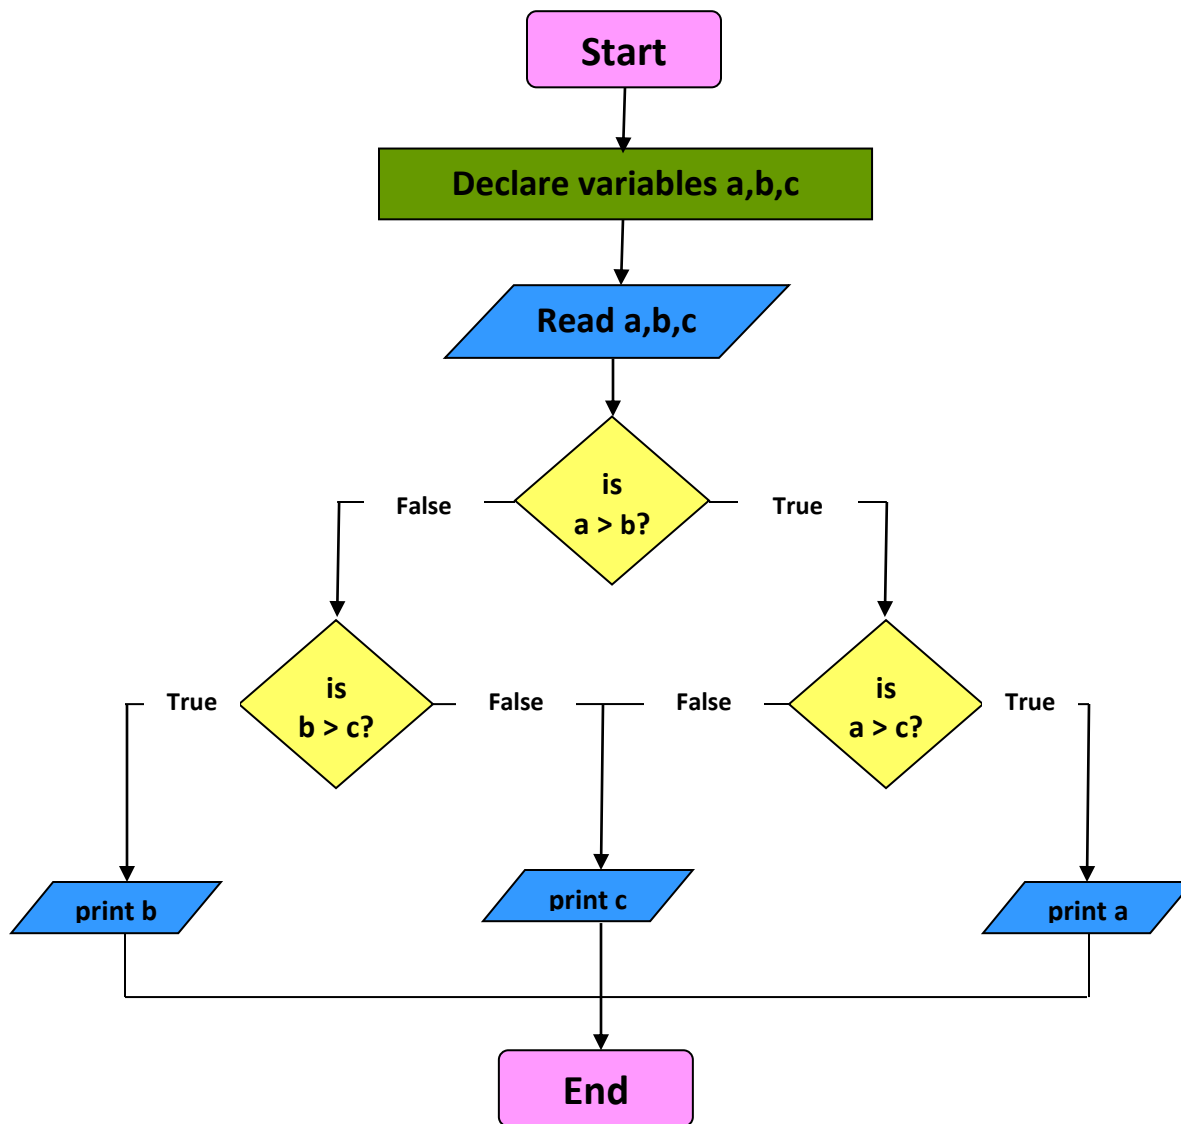 Start
Declare variables a,b,c
Read a,b,c
is
a > b?
False
True
is
b > c?
True
False
is
a > c?
False
True
print b
print c
print a
End